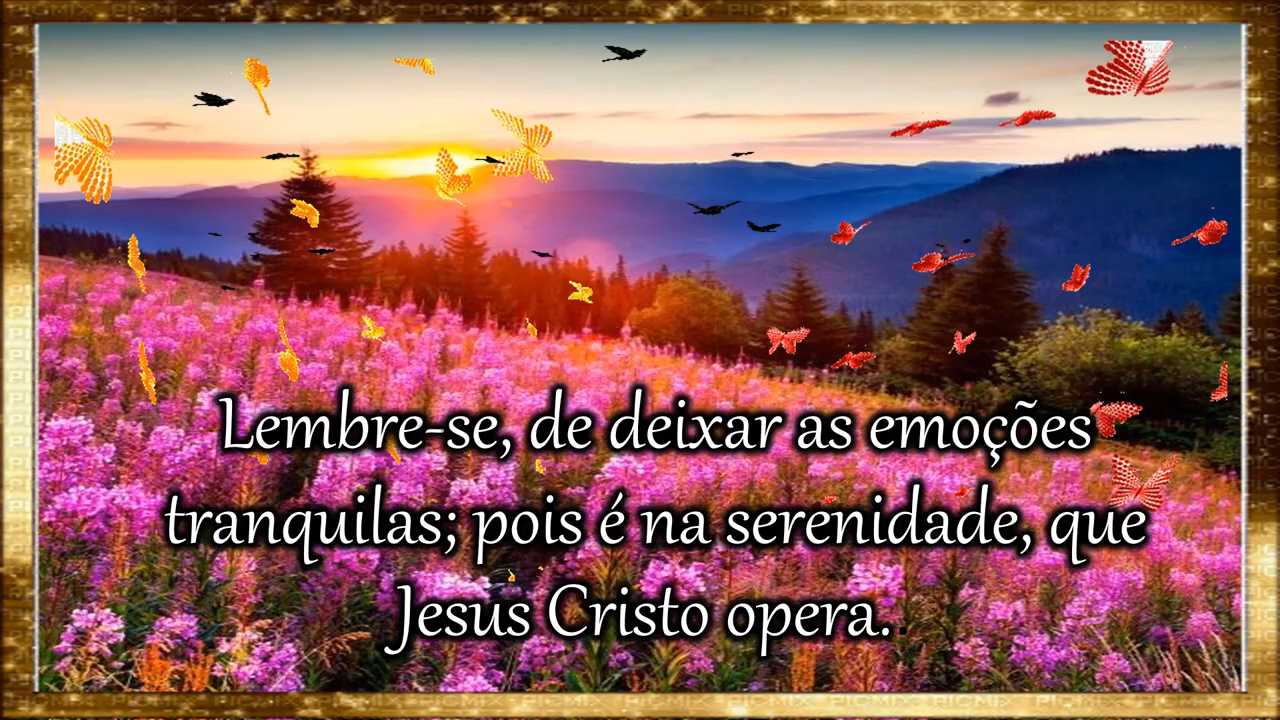 Lembre-se, de deixar as emoções
tranquilas; pois é na serenidade, que
Jesus Cristo opera.